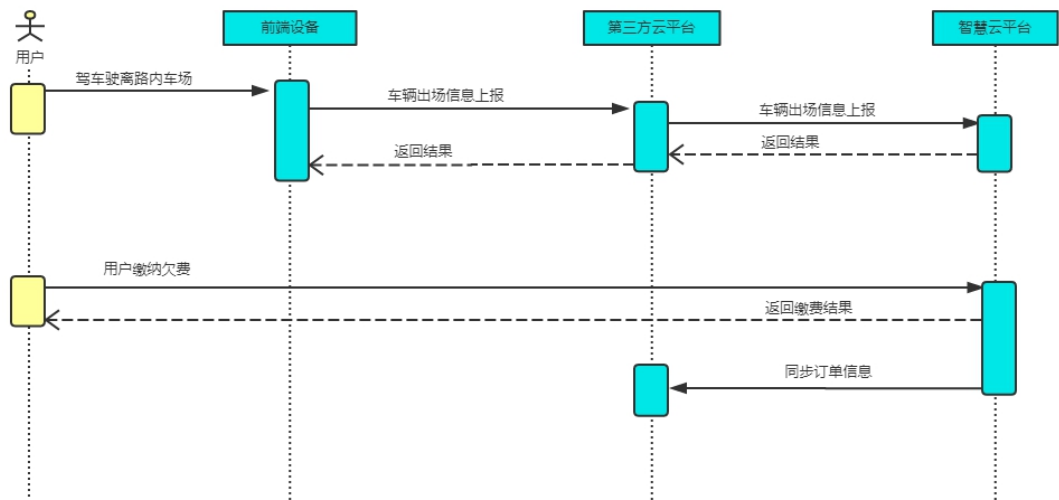 前端设备
第三方云平台
智慧云平台
用户
驾车驶离路内车场
车辆出场信息上报
车辆出场信息上报
返回结果
返回结果
用户缴纳欠费
返回缴费结果
同步订单信息